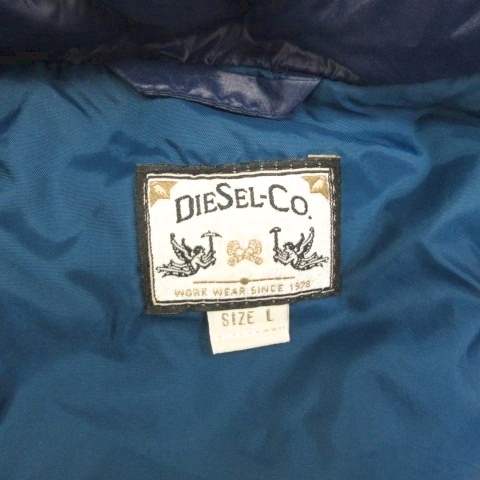 DIESEL-CO.
WORK WEAR SINCE 1978
SIZE L